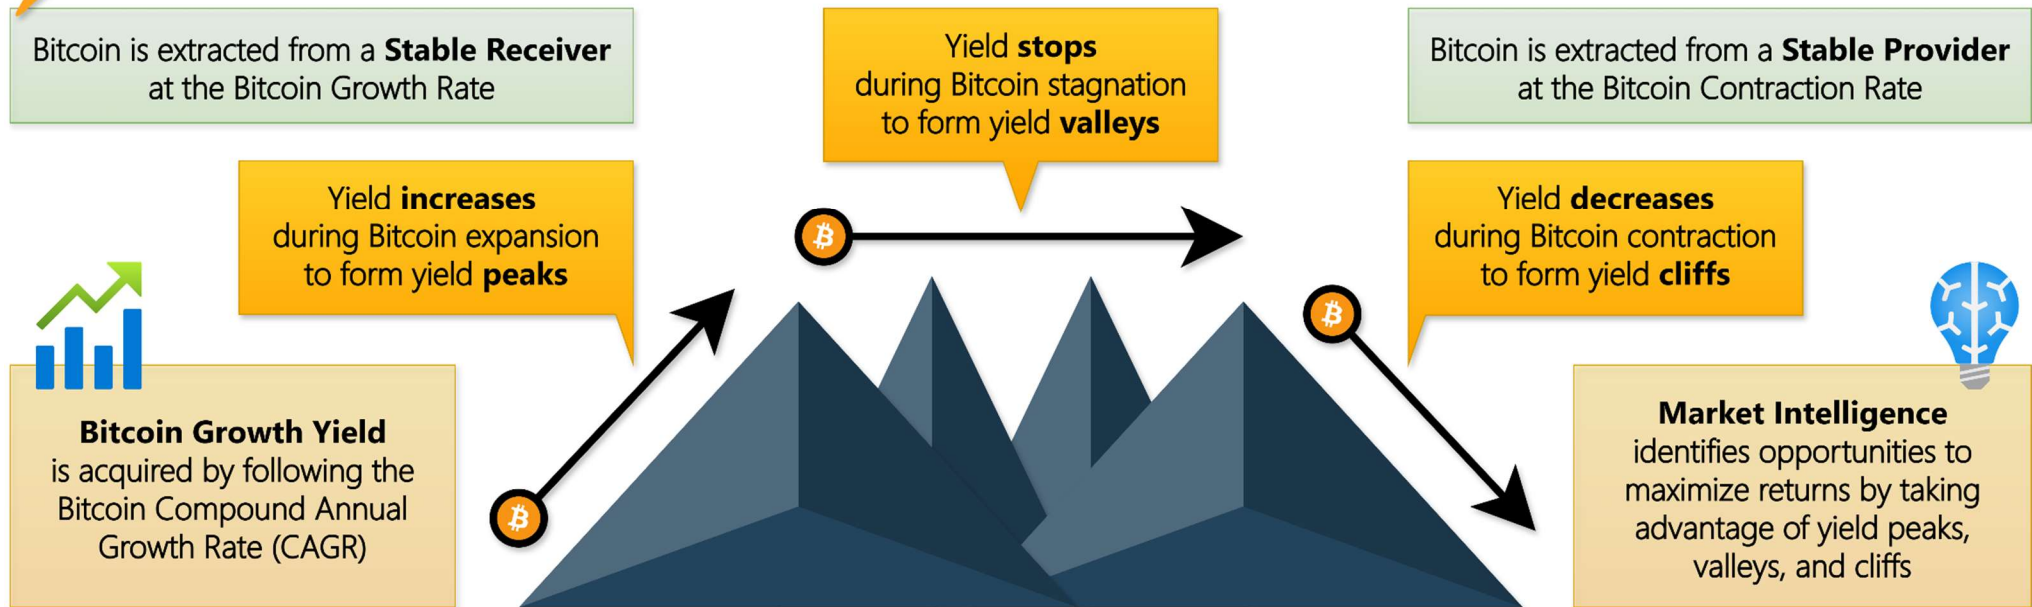 Bitcoin is extracted from a Stable Receiver
at the Bitcoin Growth Rate
Yield stops
during Bitcoin stagnation
to form yield valleys
Bitcoin is extracted from a Stable Provider
at the Bitcoin Contraction Rate
Yield increases
during Bitcoin expansion
to form yield peaks
Yield decreases
during Bitcoin contraction
to form yield cliffs
Bitcoin Growth Yield
is acquired by following the
Bitcoin Compound Annual
Growth Rate (CAGR)
Market Intelligence
identifies opportunities to
maximize returns by taking
advantage of yield peaks,
valleys, and cliffs